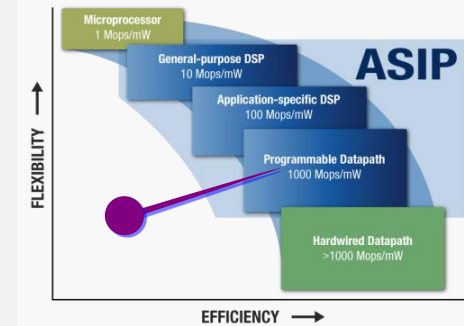 Microprocessor
1 Mops/mW
General-purpose DSP
10 Mops/mW
ASIP
Application-specific DSP
100 Mops/mW
Programmable Datapath
1000 Mops/mW
Hardwired Datapath
>1000 Mops/mW
FLEXIBILITY
EFFICIENCY